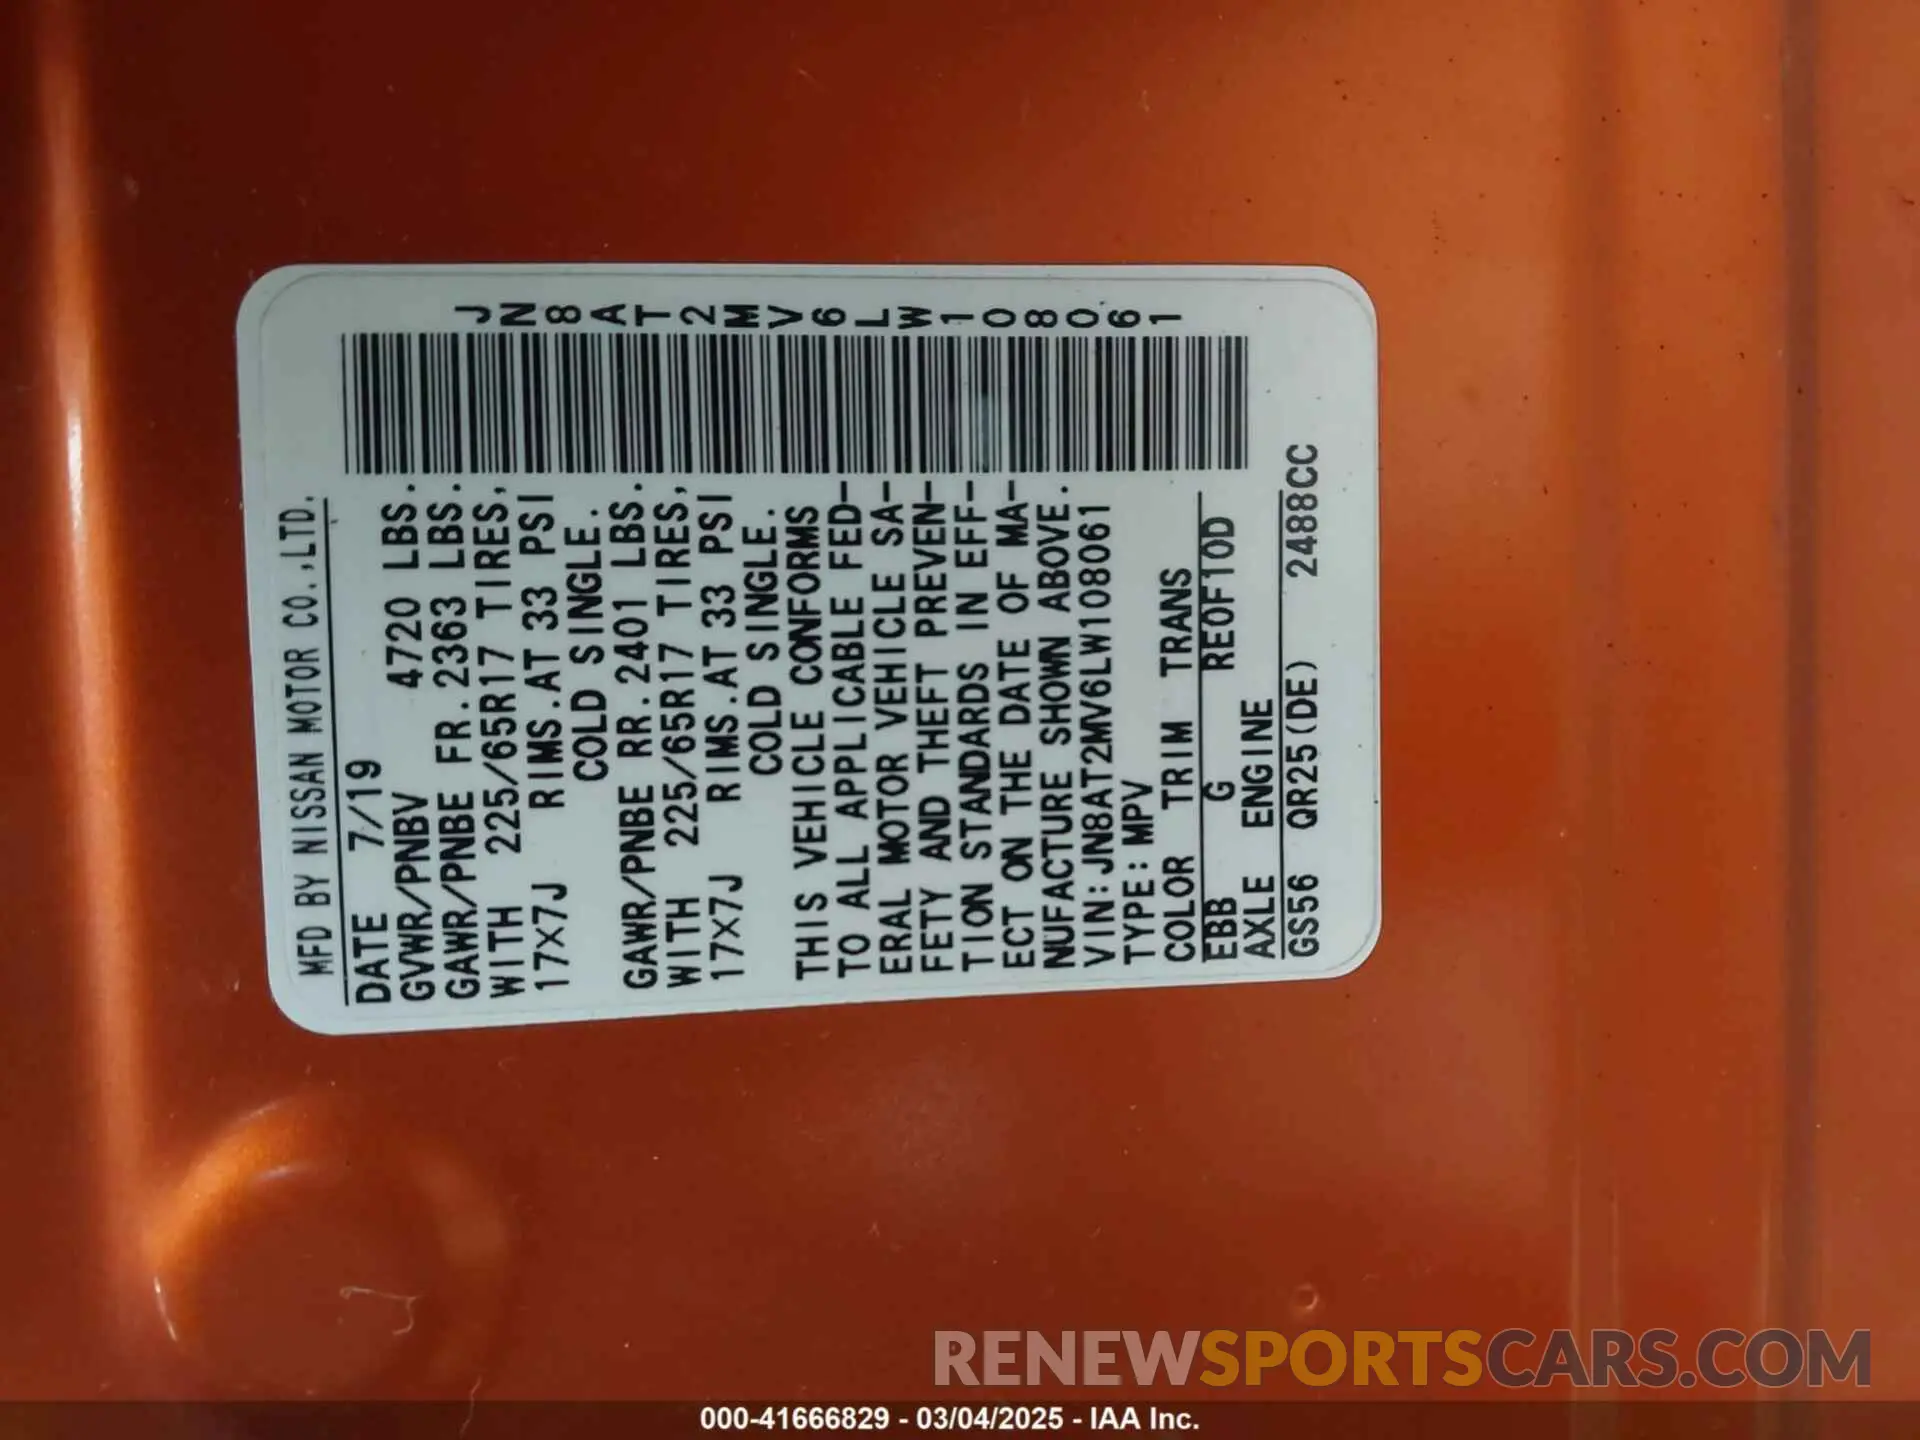 JN8AT2MV6LW108061
MFD BY NISSAN MOTOR CO.,LTD.
DATE 7/19
GVWR/PNBV 4720 LBS.
GAWR/PNBE FR.2363 LBS.
WITH 225/65R17 TIRES,
17X7J RIMS.AT 33 PSI
COLD SINGLE.
GAWR/PNBE RR.2401 LBS.
WITH 225/65R17 TIRES,
17X7J RIMS.AT 33 PSI
COLD SINGLE.
THIS VEHICLE CONFORMS
TO ALL APPLICABLE FED-
ERAL MOTOR VEHICLE SA-
FETY AND THEFT PREVEN-
TION STANDARDS IN EFF-
ECT ON THE DATE OF MA-
NUFACTURE SHOWN ABOVE.
VIN:JN8AT2MV6LW108061
TYPE:MPV
COLOR TRIM TRANS
EBB G RE0F10D
AXLE ENGINE
GS56 QR25(DE) 2488CC
RENEWSPORTSCARS.COM
000-41666829 - 03/04/2025 - IAA Inc.